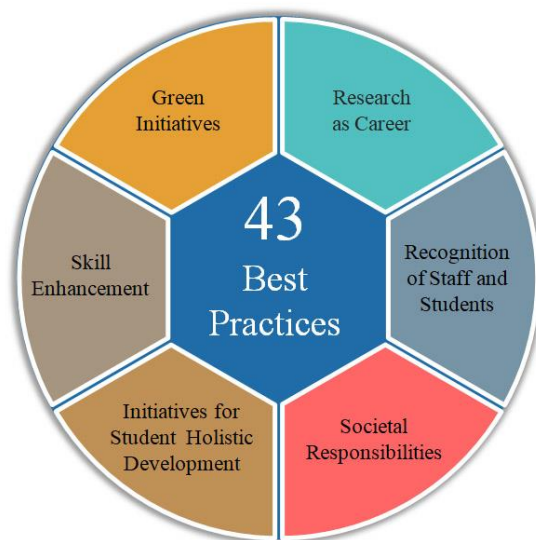 Green
Initiatives
Research
as Career
Skill
Enhancement
43
Best
Practices
Recognition
of Staff and
Students
Initiatives for
Student Holistic
Development
Societal
Responsibilities